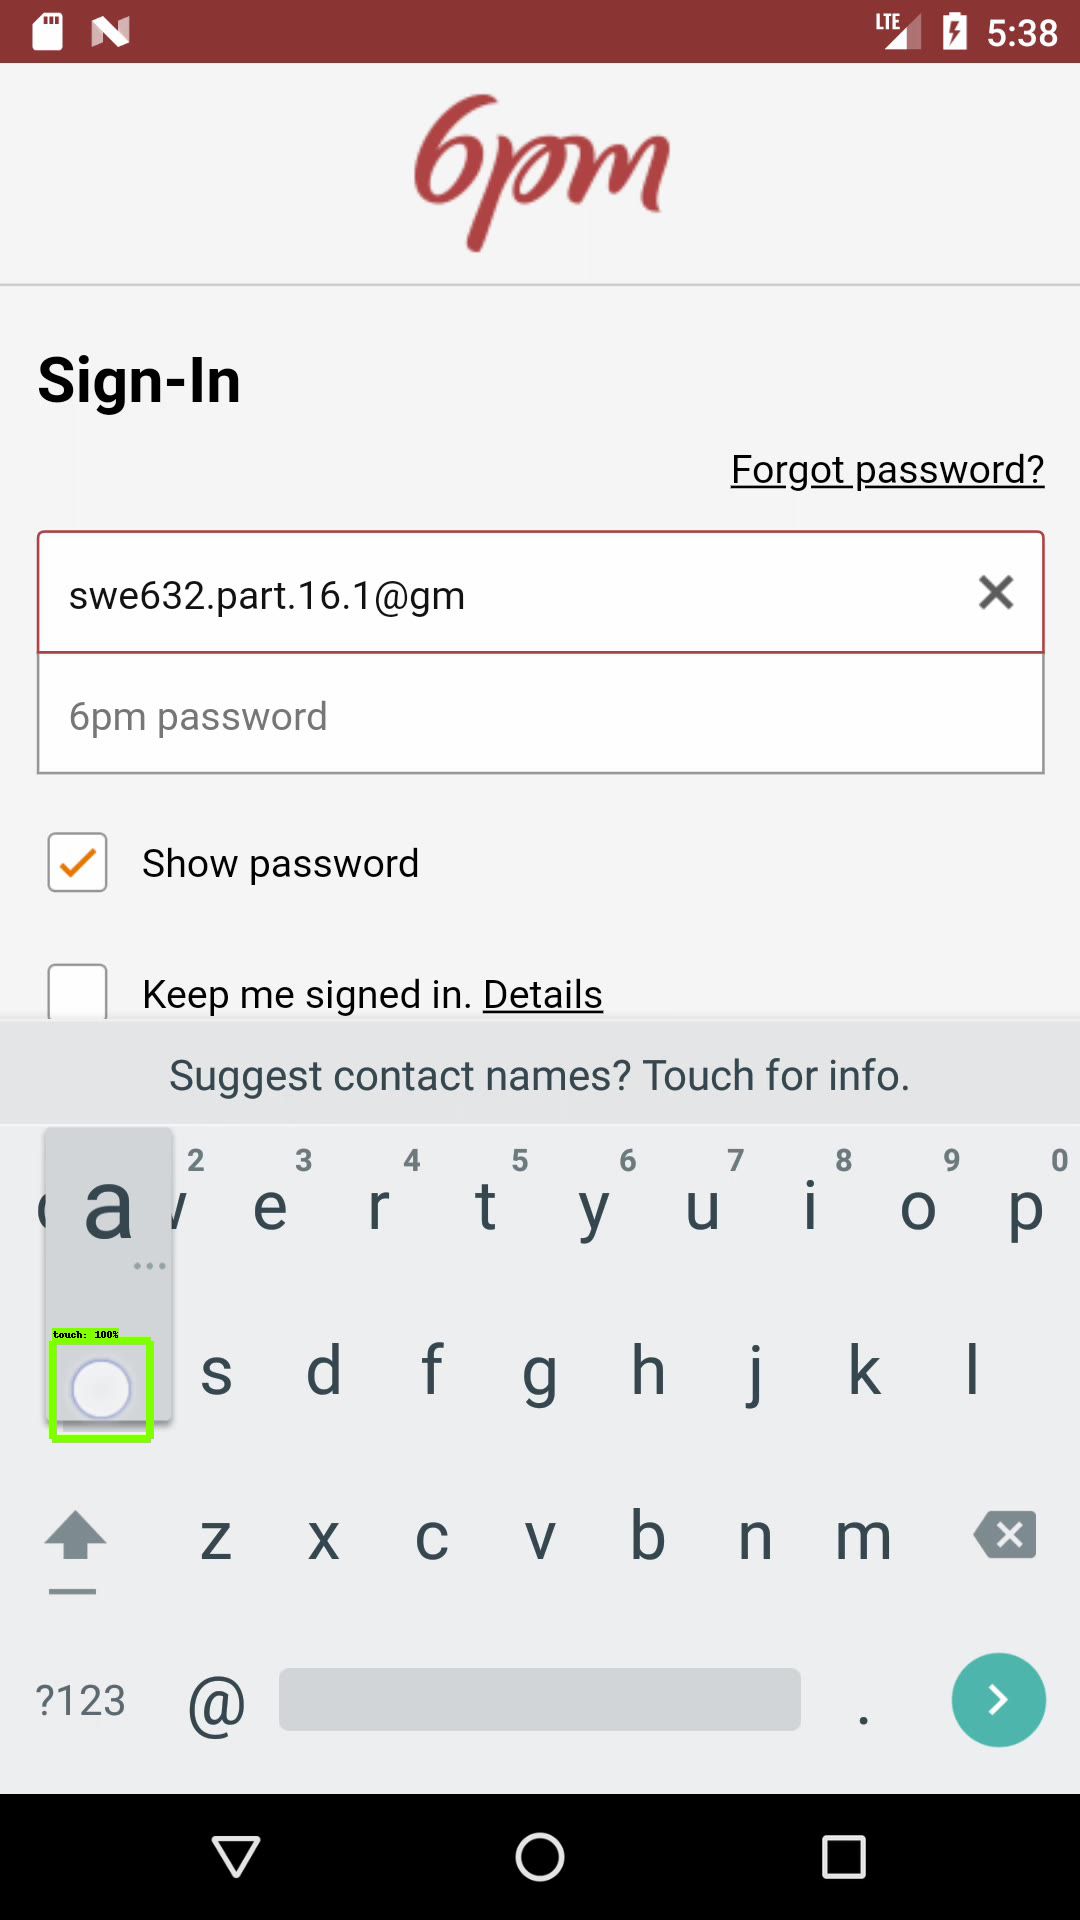 LTE 5:38
6pm
Sign-In
Forgot password?
swe632.part.16.1@gm
6pm password
Show password
Keep me signed in. Details
Suggest contact names? Touch for info.
2 3 4 5 6 7 8 9 0
a e r t y u i o p
touch: 100%
s d f g h j k l
z x c v b n m
?123 @ .